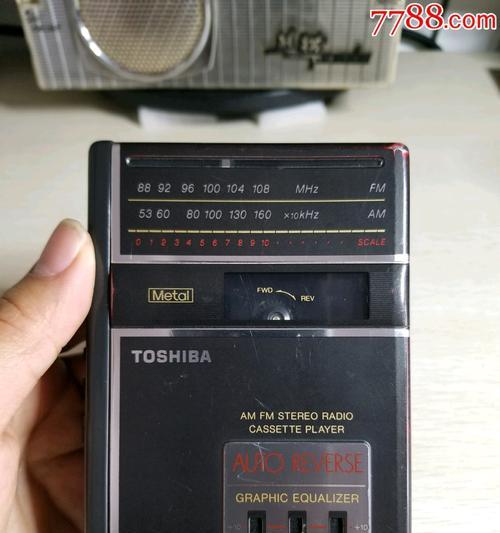 7788.com
88 92 96 100 104 108 MHz FM
53 60 80 100 130 160 ×10kHz AM
0 1 2 3 4 5 6 7 8 9 10 SCALE
Metal
FWD REV
TOSHIBA
AM FM STEREO RADIO
CASSETTE PLAYER
AUTO REVERSE
GRAPHIC EQUALIZER
+10 +10